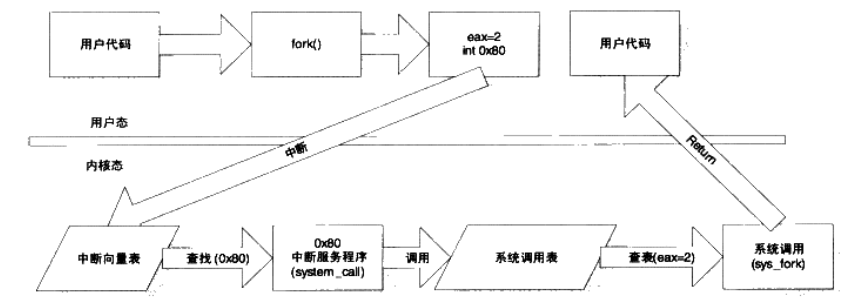 用户代码
fork()
eax=2
int 0x80
用户代码
用户态
中断
Return
内核态
中断向量表
查找 (0x80)
0x80
中断服务程序
(system_call)
调用
系统调用表
查表(eax=2)
系统调用
(sys_fork)